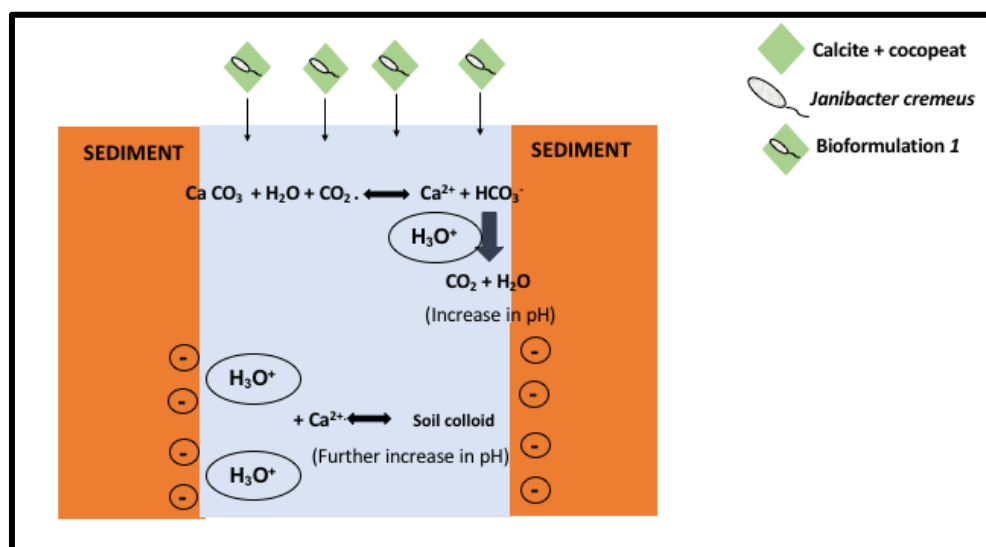 Calcite + cocopeat
Janibacter cremeus
Bioformulation 1
SEDIMENT
SEDIMENT
Ca CO₃ + H₂O + CO₂ . ⟷ Ca²⁺ + HCO₃⁻
H₃O⁺
CO₂ + H₂O
(Increase in pH)
-
-
-
-
H₃O⁺
+ Ca²⁺. ⟷ Soil colloid
(Further increase in pH)
H₃O⁺
-
-
-
-